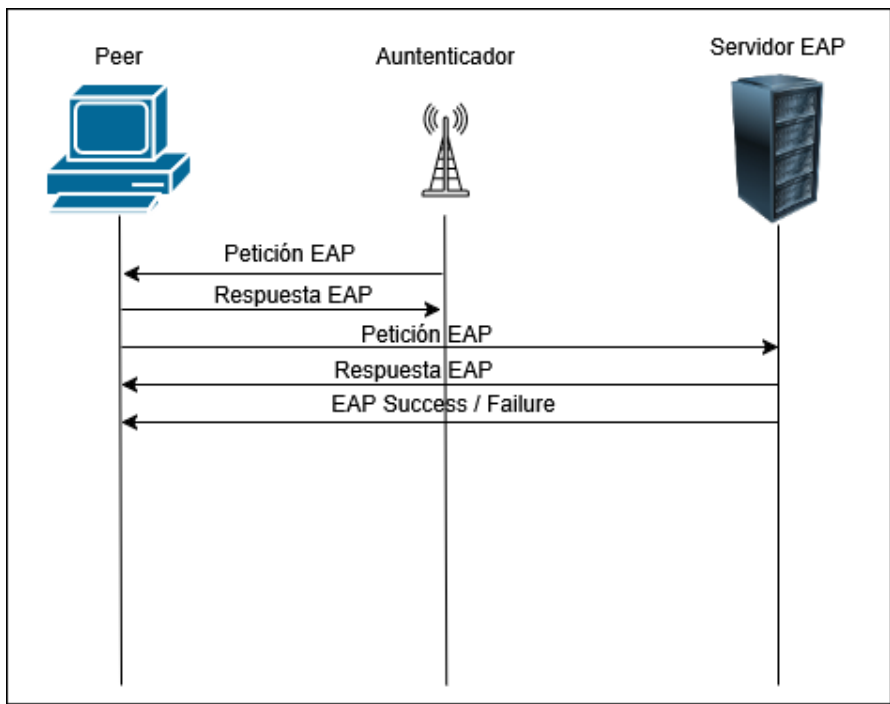 Peer
Auntenticador
Servidor EAP
Petición EAP
Respuesta EAP
Petición EAP
Respuesta EAP
EAP Success / Failure